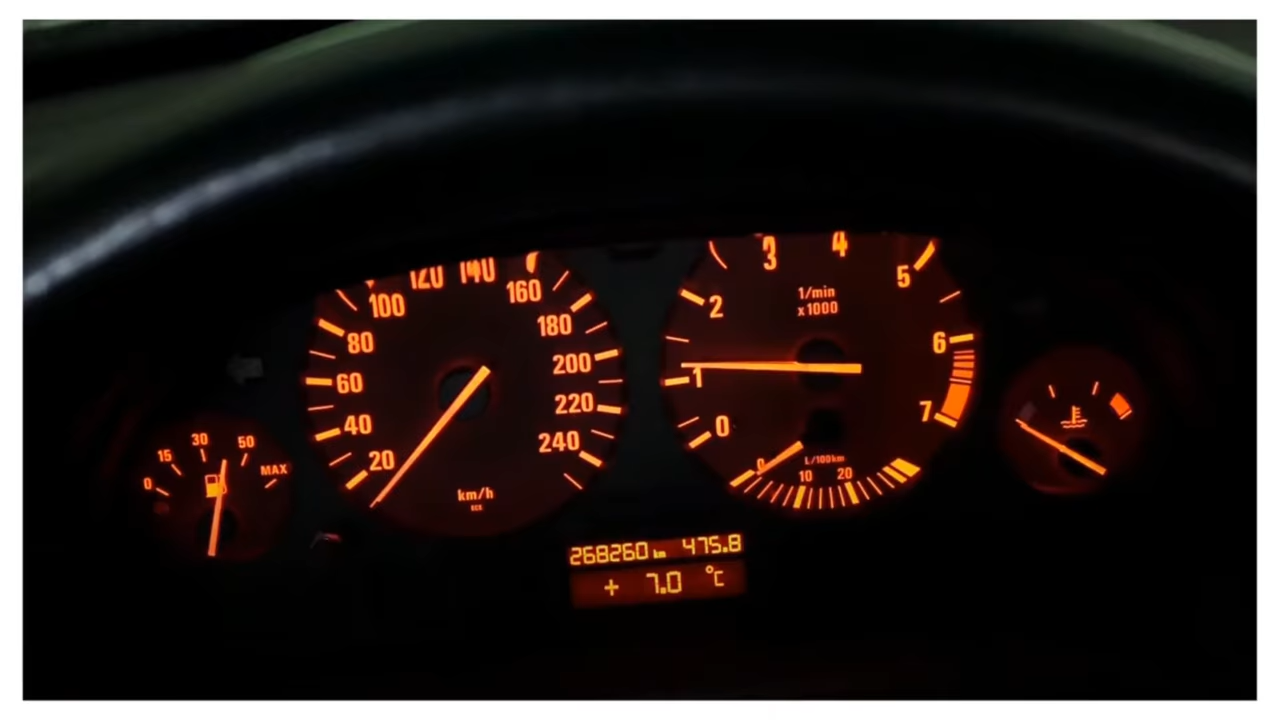 120 140
100 160
80 180
60 200
40 220
20 240
km/h
ECE
3 4
2 5
1/min
x1000
1 6
0 7
L/100km
0 10 20
0 15 30 50 MAX
268260 km 475.8
+ 7.0 °C